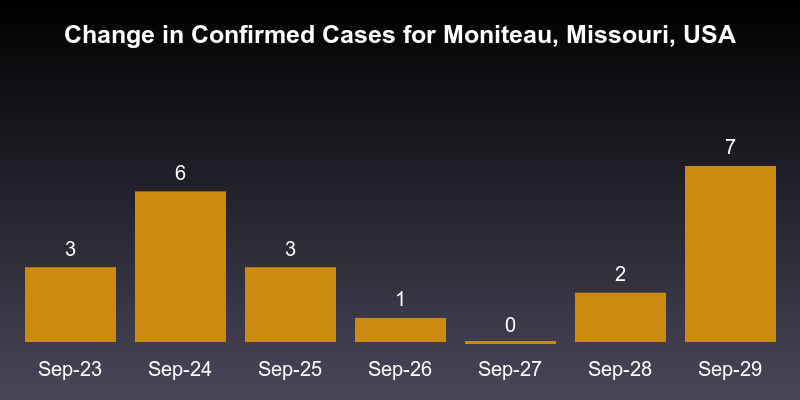 Change in Confirmed Cases for Moniteau, Missouri, USA
3 6 3 1 0 2 7
Sep-23 Sep-24 Sep-25 Sep-26 Sep-27 Sep-28 Sep-29